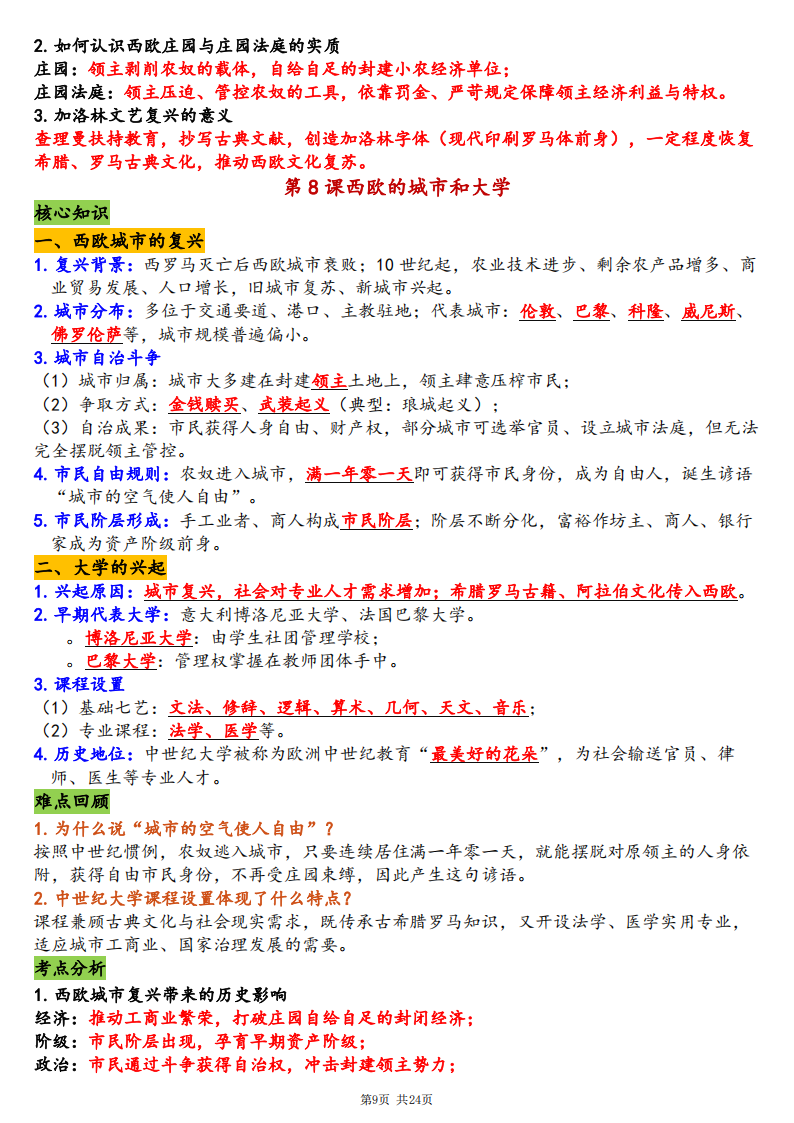 2. 如何认识西欧庄园与庄园法庭的实质
庄园：领主剥削农奴的载体，自给自足的封建小农经济单位；
庄园法庭：领主压迫、管控农奴的工具，依靠罚金、严苛规定保障领主经济利益与特权。
3. 加洛林文艺复兴的意义
查理曼扶持教育，抄写古典文献，创造加洛林字体（现代印刷罗马体前身），一定程度恢复
希腊、罗马古典文化，推动西欧文化复苏。
第 8 课西欧的城市和大学
核心知识
一、西欧城市的复兴
1. 复兴背景：西罗马灭亡后西欧城市衰败；10 世纪起，农业技术进步、剩余农产品增多、商
业贸易发展、人口增长，旧城市复苏、新城市兴起。
2. 城市分布：多位于交通要道、港口、主教驻地；代表城市：伦敦、巴黎、科隆、威尼斯、
佛罗伦萨等，城市规模普遍偏小。
3. 城市自治斗争
（1）城市归属：城市大多建在封建领主土地上，领主肆意压榨市民；
（2）争取方式：金钱赎买、武装起义（典型：琅城起义）；
（3）自治成果：市民获得人身自由、财产权，部分城市可选举官员、设立城市法庭，但无法
完全摆脱领主管控。
4. 市民自由规则：农奴进入城市，满一年零一天即可获得市民身份，成为自由人，诞生谚语
“城市的空气使人自由”。
5. 市民阶层形成：手工业者、商人构成市民阶层；阶层不断分化，富裕作坊主、商人、银行
家成为资产阶级前身。
二、大学的兴起
1. 兴起原因：城市复兴，社会对专业人才需求增加；希腊罗马古籍、阿拉伯文化传入西欧。
2. 早期代表大学：意大利博洛尼亚大学、法国巴黎大学。
。博洛尼亚大学：由学生社团管理学校；
。巴黎大学：管理权掌握在教师团体手中。
3. 课程设置
（1）基础七艺：文法、修辞、逻辑、算术、几何、天文、音乐；
（2）专业课程：法学、医学等。
4. 历史地位：中世纪大学被称为欧洲中世纪教育“最美好的花朵”，为社会输送官员、律
师、医生等专业人才。
难点回顾
1. 为什么说“城市的空气使人自由”？
按照中世纪惯例，农奴逃入城市，只要连续居住满一年零一天，就能摆脱对原领主的人身依
附，获得自由市民身份，不再受庄园束缚，因此产生这句谚语。
2. 中世纪大学课程设置体现了什么特点？
课程兼顾古典文化与社会现实需求，既传承古希腊罗马知识，又开设法学、医学实用专业，
适应城市工商业、国家治理发展的需要。
考点分析
1. 西欧城市复兴带来的历史影响
经济：推动工商业繁荣，打破庄园自给自足的封闭经济；
阶级：市民阶层出现，孕育早期资产阶级；
政治：市民通过斗争获得自治权，冲击封建领主势力；
第9页 共24页